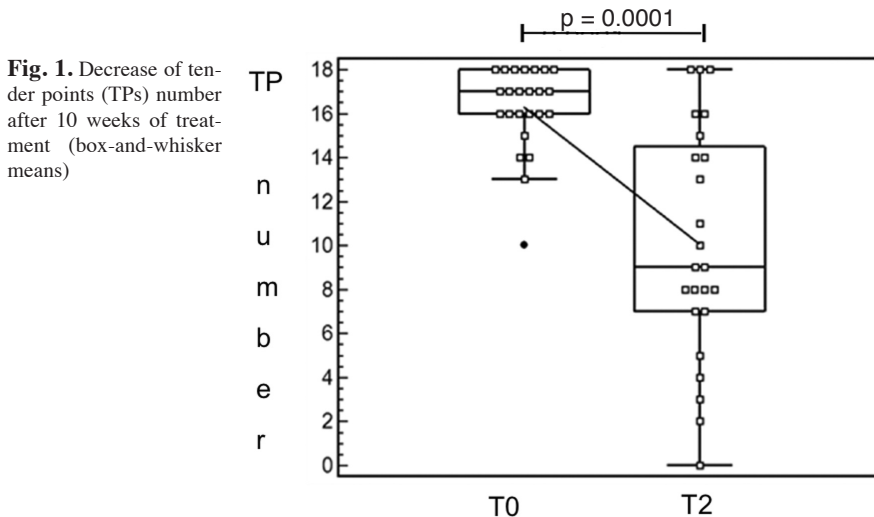 p = 0.0001
Fig. 1. Decrease of ten-
der points (TPs) number
after 10 weeks of treat-
ment (box-and-whisker
means)
TP
n
u
m
b
e
r
18
16
14
12
10
8
6
4
2
0
T0 T2